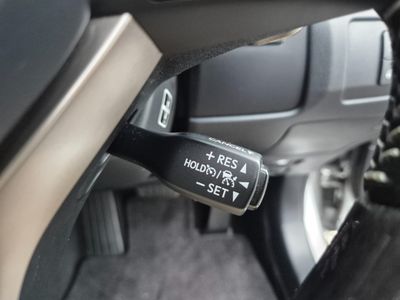 CANCEL
+ RES
HOLD /
− SET